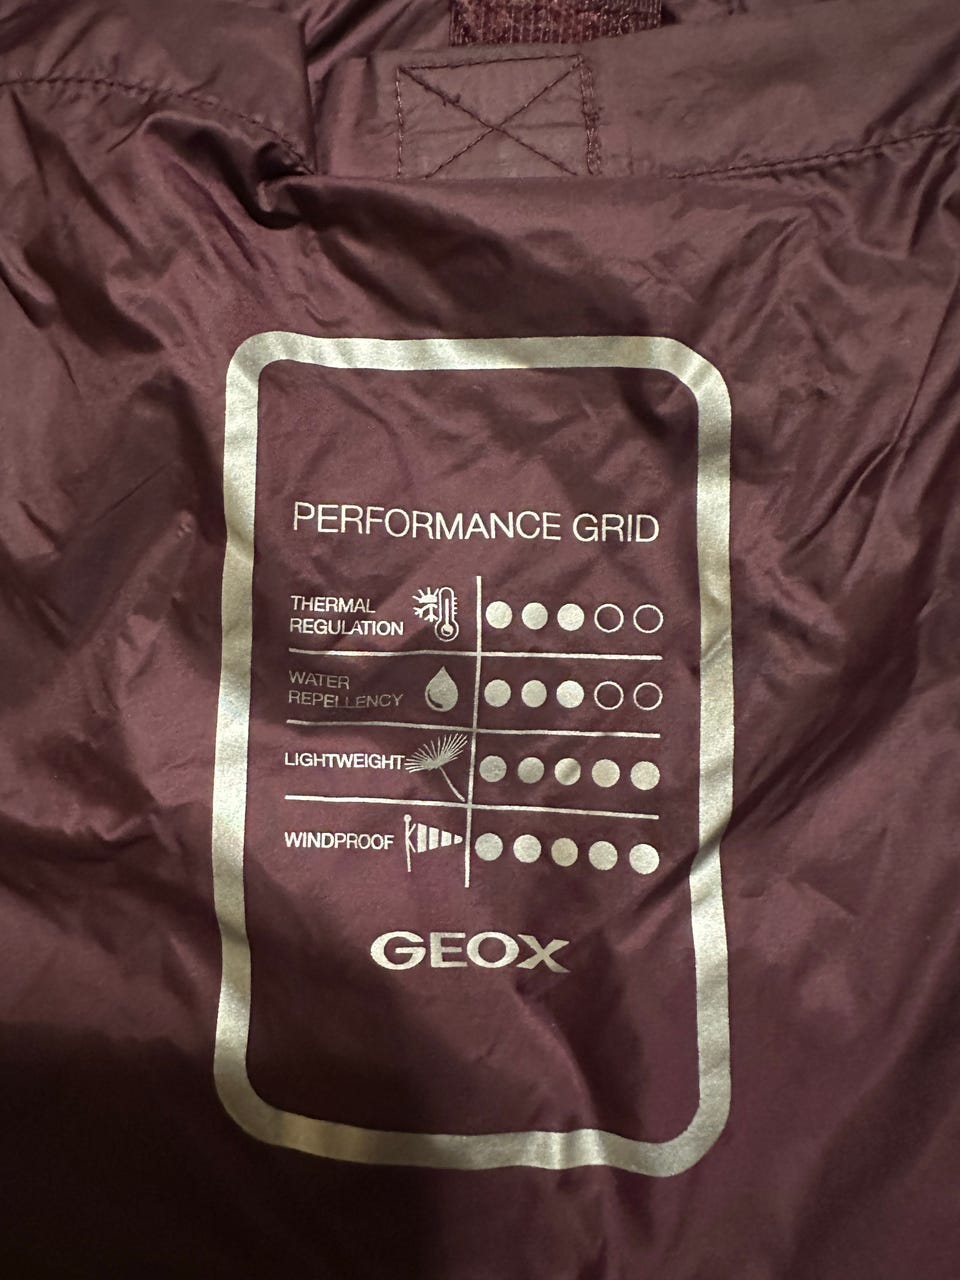 PERFORMANCE GRID
THERMAL
REGULATION
WATER
REPELLENCY
LIGHTWEIGHT
WINDPROOF
GEOX